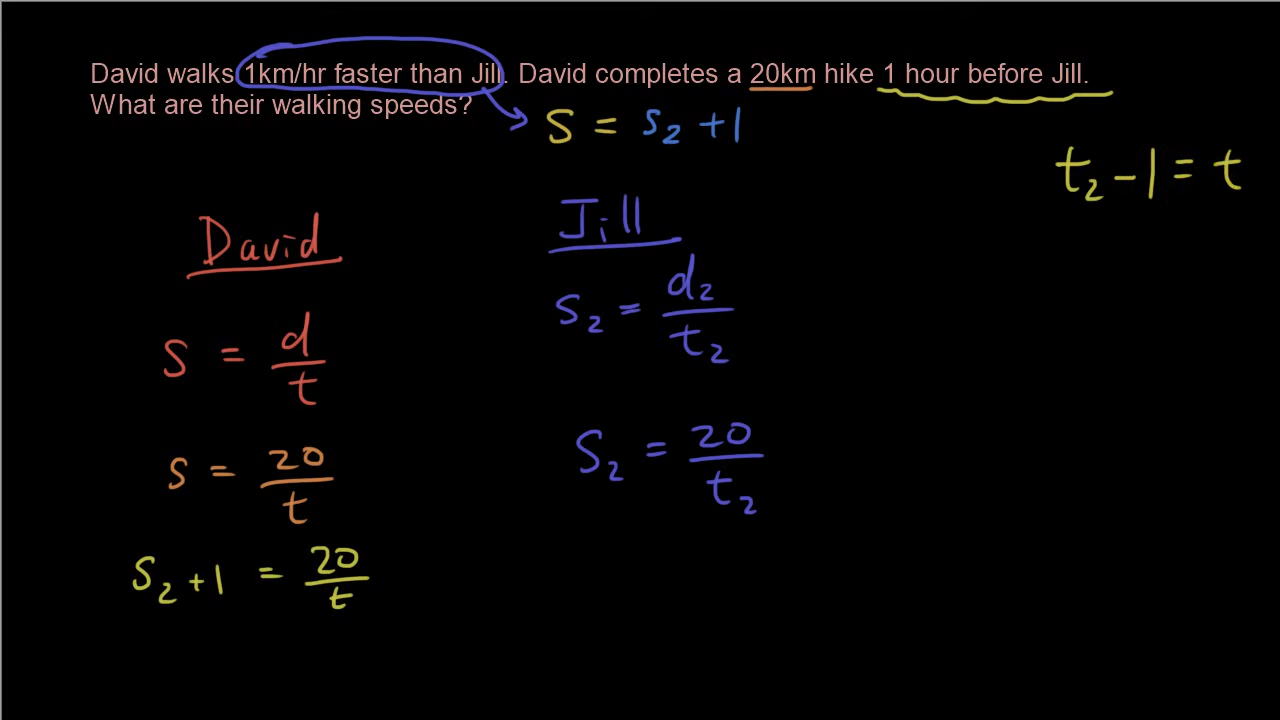 David walks 1km/hr faster than Jill. David completes a 20km hike 1 hour before Jill.
What are their walking speeds?
S = S₂ + 1
t₂ - 1 = t
David
S = d/t
S = 20/t
S₂ + 1 = 20/t
Jill
S₂ = d₂/t₂
S₂ = 20/t₂